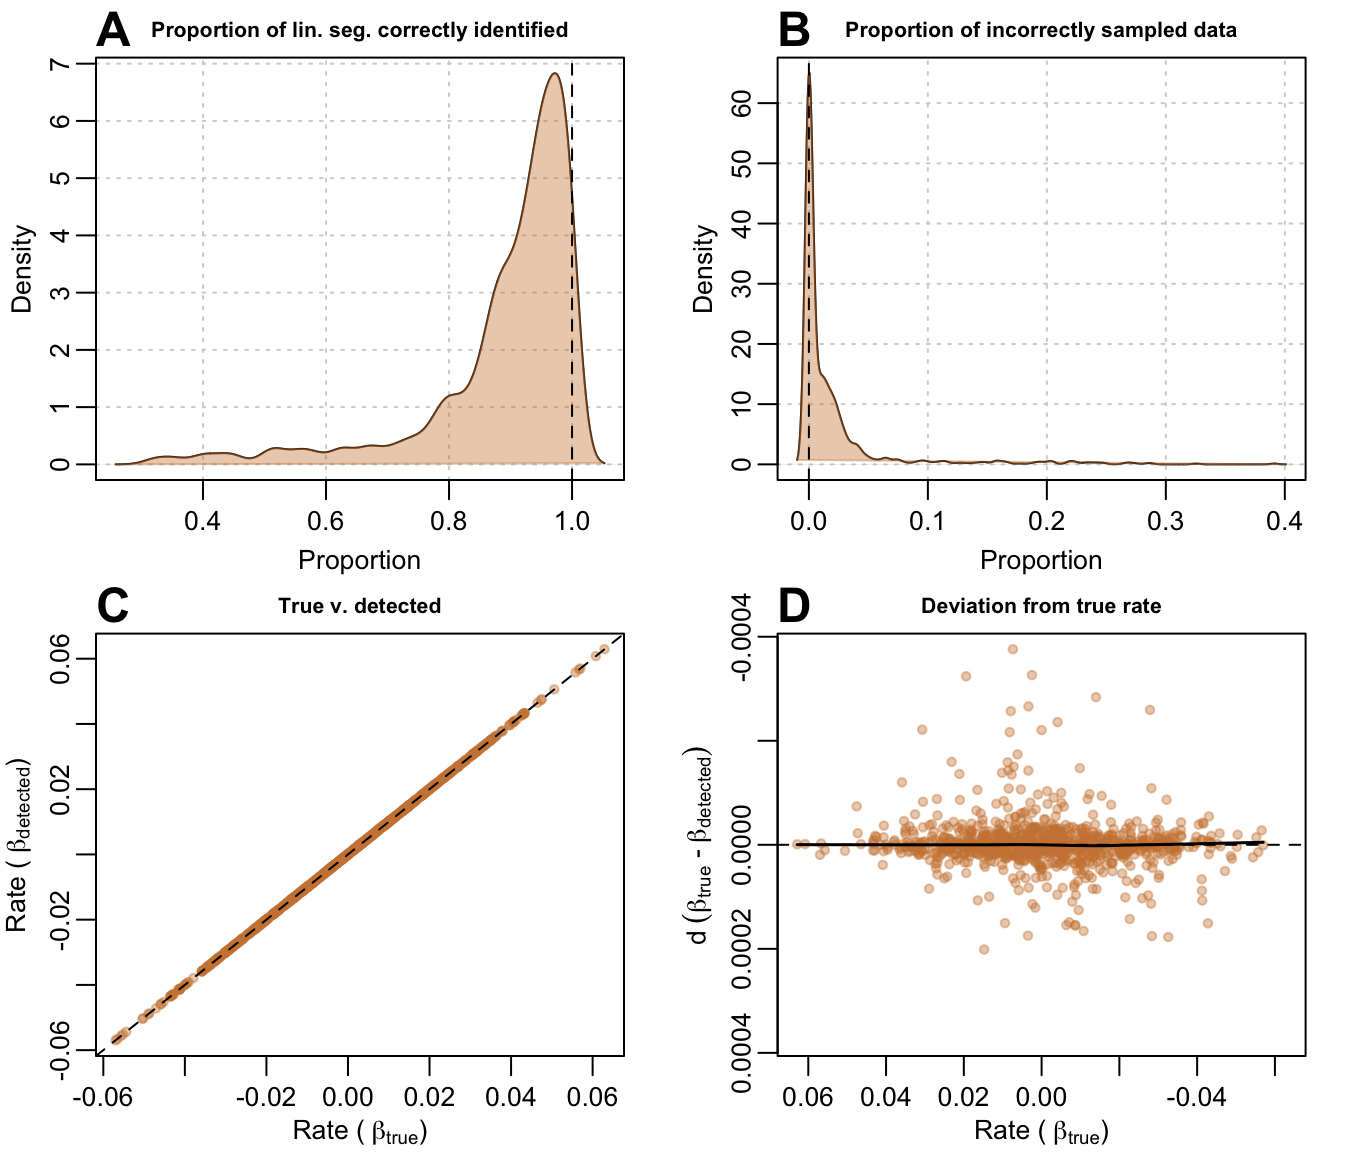 A Proportion of lin. seg. correctly identified
7
6
5
4
3
2
1
0
Density
0.4 0.6 0.8 1.0
Proportion
B Proportion of incorrectly sampled data
60
50
40
30
20
10
0
Density
0.0 0.1 0.2 0.3 0.4
Proportion
C True v. detected
0.06
0.02
-0.02
-0.06
Rate ( βdetected)
-0.06 -0.02 0.00 0.02 0.04 0.06
Rate ( βtrue)
D Deviation from true rate
-0.0004
0.0000
0.0002
0.0004
d (βtrue - βdetected)
0.06 0.04 0.02 0.00 -0.04
Rate ( βtrue)